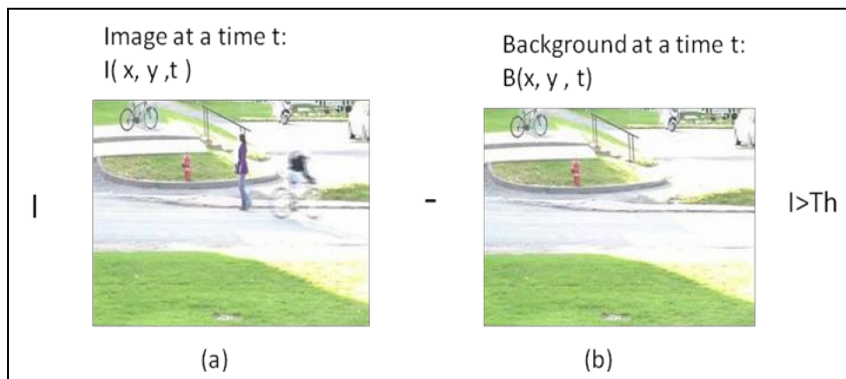 Image at a time t:
I( x, y ,t )
Background at a time t:
B(x, y , t)
I
-
I>Th
(a)
(b)